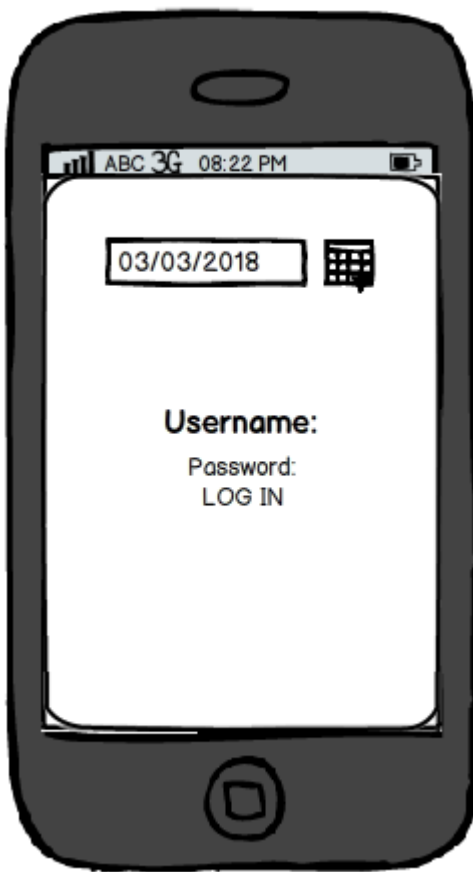 ABC 3G 08:22 PM
03/03/2018
Username:
Password:
LOG IN